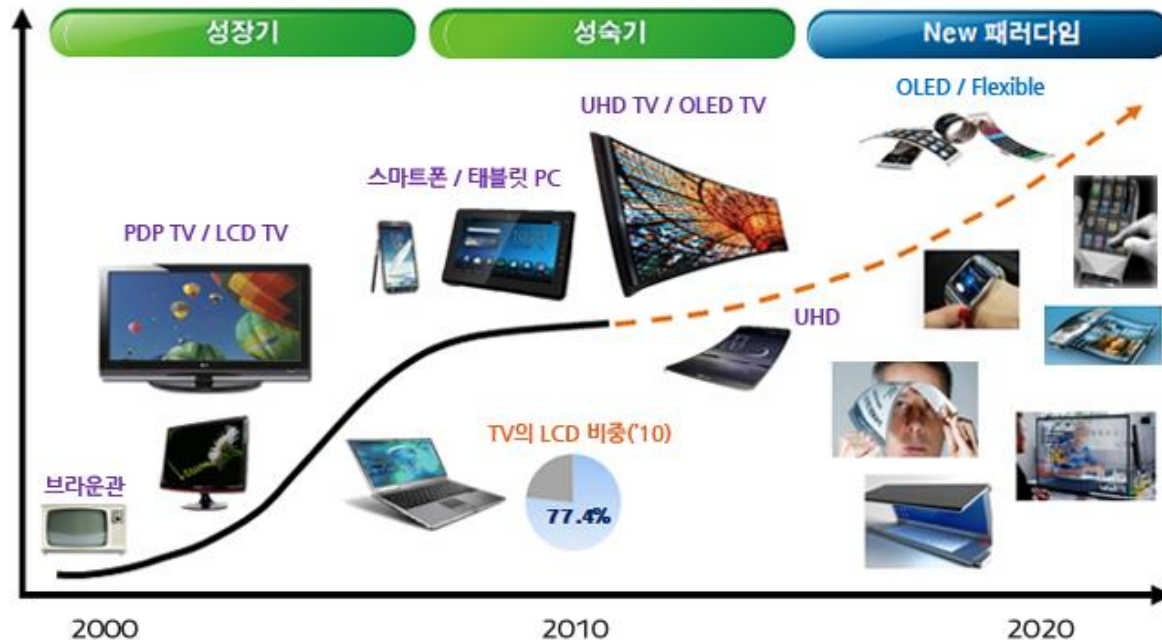 성장기
성숙기
New 패러다임
OLED / Flexible
UHD TV / OLED TV
스마트폰 / 태블릿 PC
PDP TV / LCD TV
UHD
TV의 LCD 비중('10)
77.4%
브라운관
2000
2010
2020